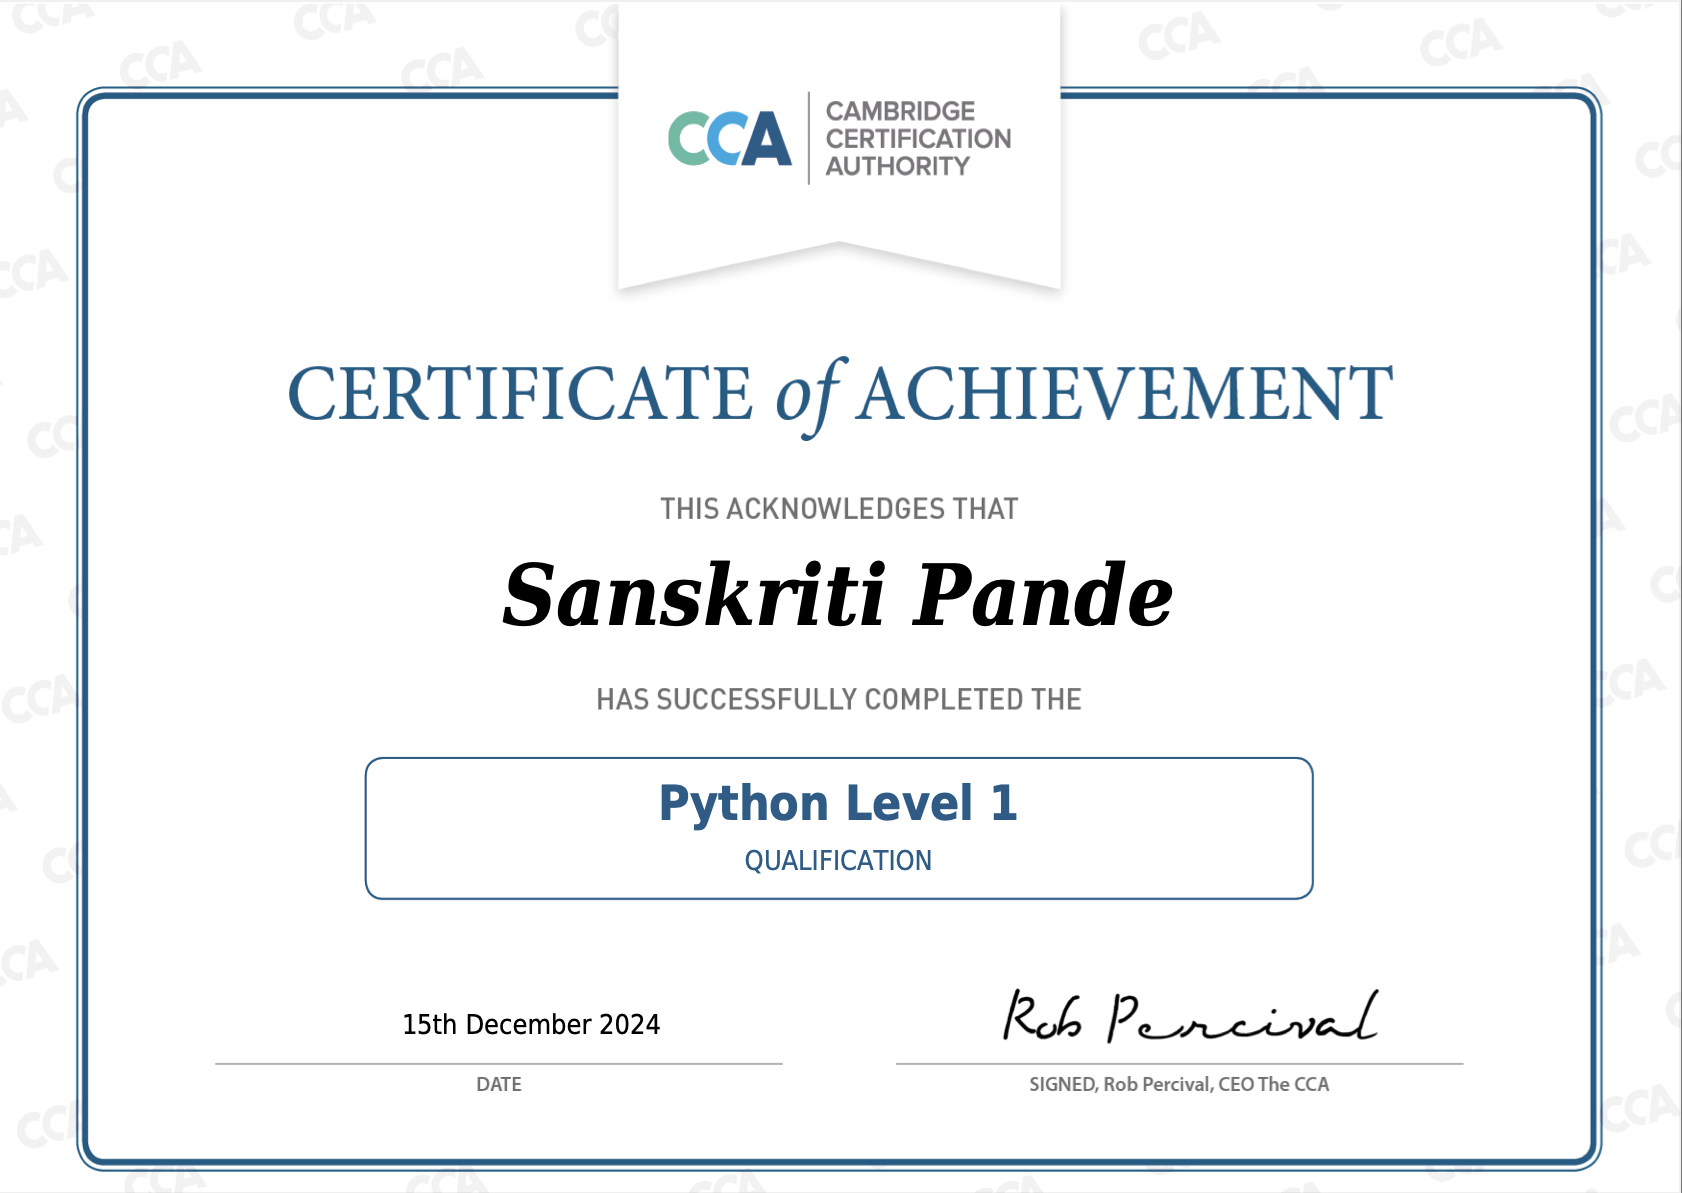 CCA
CAMBRIDGE
CERTIFICATION
AUTHORITY
CERTIFICATE of ACHIEVEMENT
THIS ACKNOWLEDGES THAT
Sanskriti Pande
HAS SUCCESSFULLY COMPLETED THE
Python Level 1
QUALIFICATION
15th December 2024
Rob Percival
DATE
SIGNED, Rob Percival, CEO The CCA